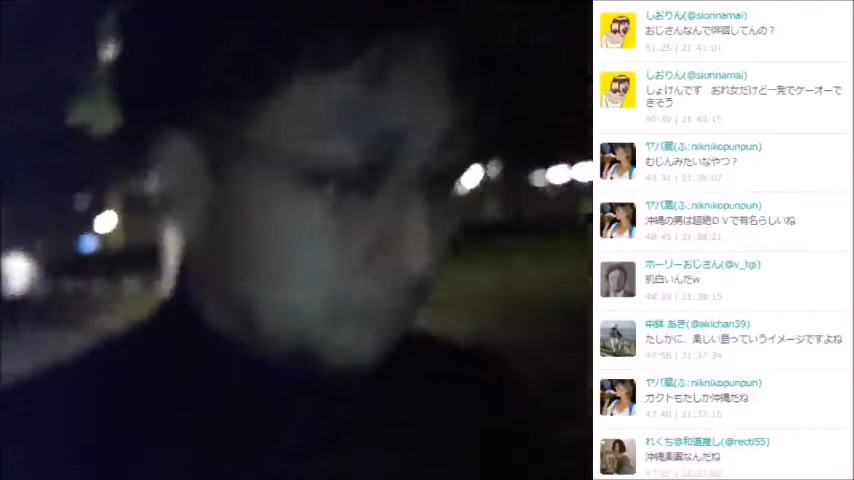 しおりん(@siorinamai)
おじさんなんで徘徊してんの？
51:25 | 21:41:01
しおりん(@siorinamai)
しょけんです　おれ女だけど一発でケーオーで
きそう
50:39 | 21:40:15
ヤバ蔵(ふ:niknikopunpun)
むじんみたいなやつ？
49:31 | 21:39:07
ヤバ蔵(ふ:niknikopunpun)
沖縄の男は超絶ＤＶで有名らしいね
48:45 | 21:38:21
ホーリーおじさん(@v_tgi)
肌白いんだw
48:39 | 21:38:15
中鉢 あき(@akichan39)
たしかに、楽しい島っていうイメージですよね
47:58 | 21:37:34
ヤバ蔵(ふ:niknikopunpun)
ガクトもたしか沖縄だね
47:40 | 21:37:16
れくち@和道推し(@recti55)
沖縄楽園なんだね